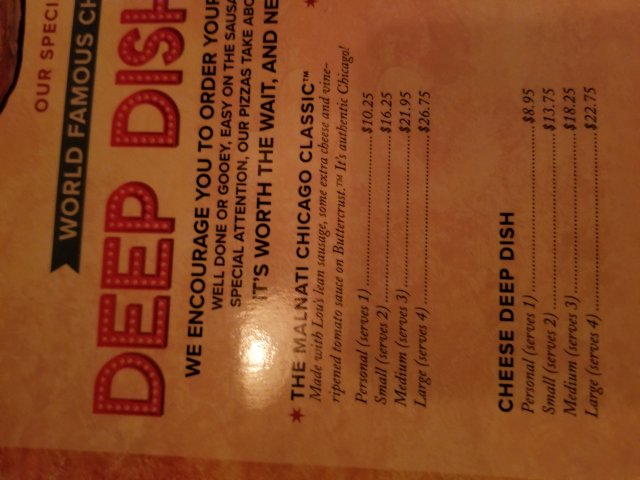 OUR SPECI
WORLD FAMOUS CH
DEEP DISH
WE ENCOURAGE YOU TO ORDER YOUR
WELL DONE OR GOOEY, EASY ON THE SAUSA
SPECIAL ATTENTION, OUR PIZZAS TAKE ABO
IT'S WORTH THE WAIT, AND NE
THE MALNATI CHICAGO CLASSIC™
Made with Lou's lean sausage, some extra cheese and vine-
ripened tomato sauce on Buttercrust.™ It's authentic Chicago!
Personal (serves 1) $10.25
Small (serves 2) $16.25
Medium (serves 3) $21.95
Large (serves 4) $26.75
CHEESE DEEP DISH
Personal (serves 1) $8.95
Small (serves 2) $13.75
Medium (serves 3) $18.25
Large (serves 4) $22.75